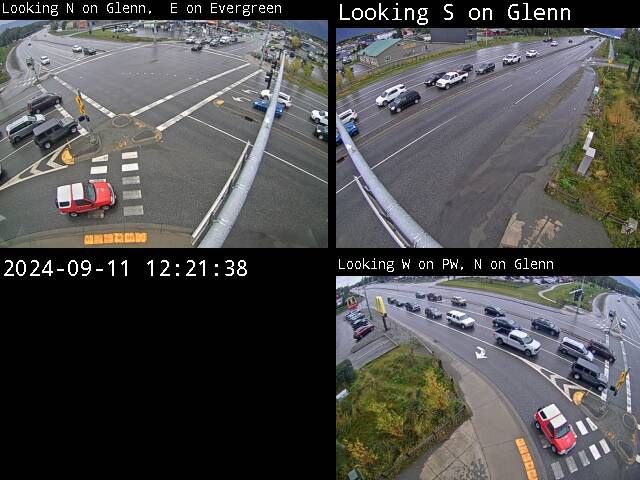 Looking N on Glenn, E on Evergreen
Looking S on Glenn
2024-09-11 12:21:38
Looking W on PW, N on Glenn